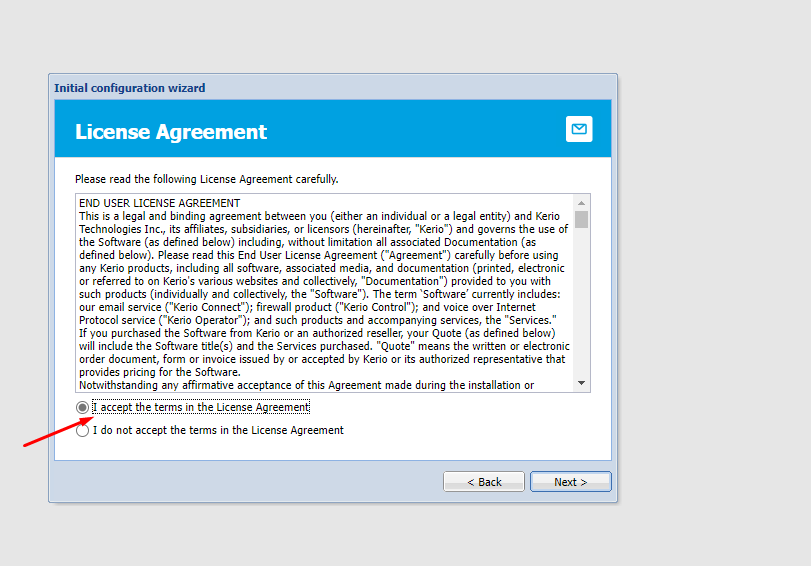 Initial configuration wizard
License Agreement
Please read the following License Agreement carefully.
END USER LICENSE AGREEMENT
This is a legal and binding agreement between you (either an individual or a legal entity) and Kerio
Technologies Inc., its affiliates, subsidiaries, or licensors (hereinafter, "Kerio") and governs the use of
the Software (as defined below) including, without limitation all associated Documentation (as
defined below). Please read this End User License Agreement ("Agreement") carefully before using
any Kerio products, including all software, associated media, and documentation (printed, electronic
or referred to on Kerio's various websites and collectively, "Documentation") provided to you with
such products (individually and collectively, the "Software"). The term ‘Software’ currently includes:
our email service ("Kerio Connect"); firewall product ("Kerio Control"); and voice over Internet
Protocol service ("Kerio Operator"); and such products and accompanying services, the "Services."
If you purchased the Software from Kerio or an authorized reseller, your Quote (as defined below)
will include the Software title(s) and the Services purchased. "Quote" means the written or electronic
order document, form or invoice issued by or accepted by Kerio or its authorized representative that
provides pricing for the Software.
Notwithstanding any affirmative acceptance of this Agreement made during the installation or
I accept the terms in the License Agreement
I do not accept the terms in the License Agreement
< Back
Next >